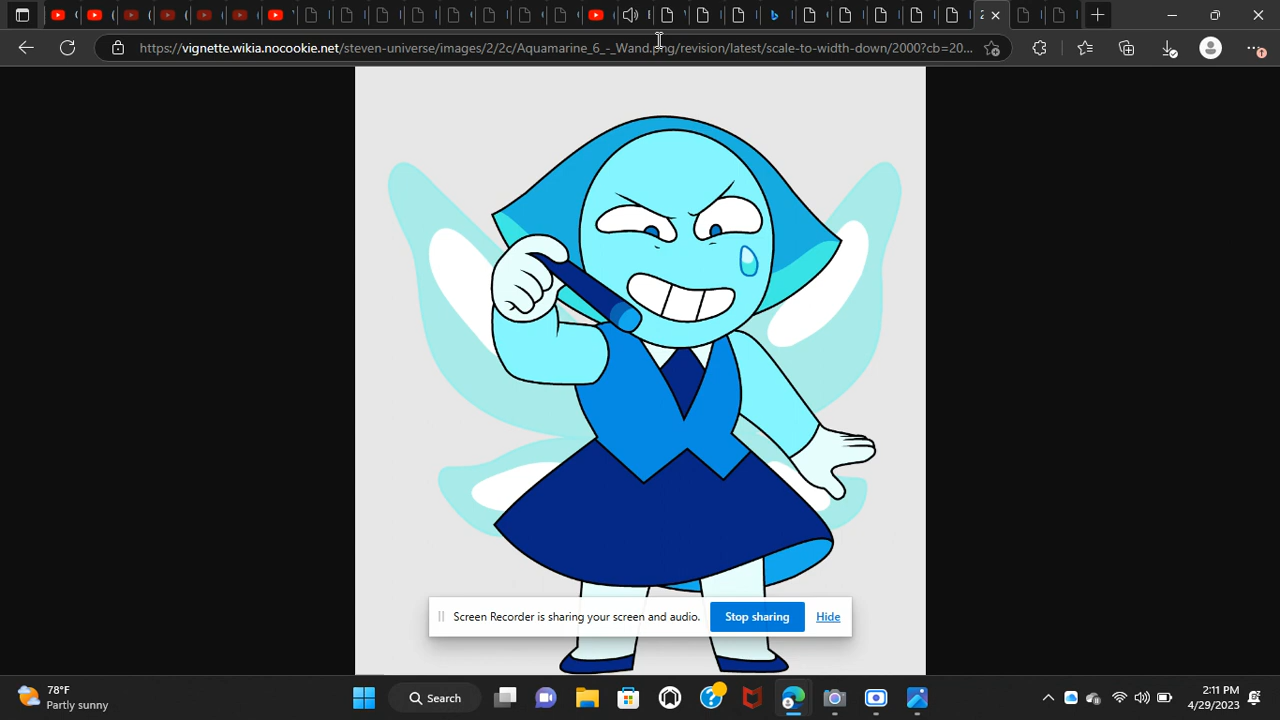 https://vignette.wikia.nocookie.net/steven-universe/images/2/2c/Aquamarine_6_-_Wand.png/revision/latest/scale-to-width-down/2000?cb=20...
Screen Recorder is sharing your screen and audio.
Stop sharing
Hide
78°F
Partly sunny
Search
2:11 PM
4/29/2023